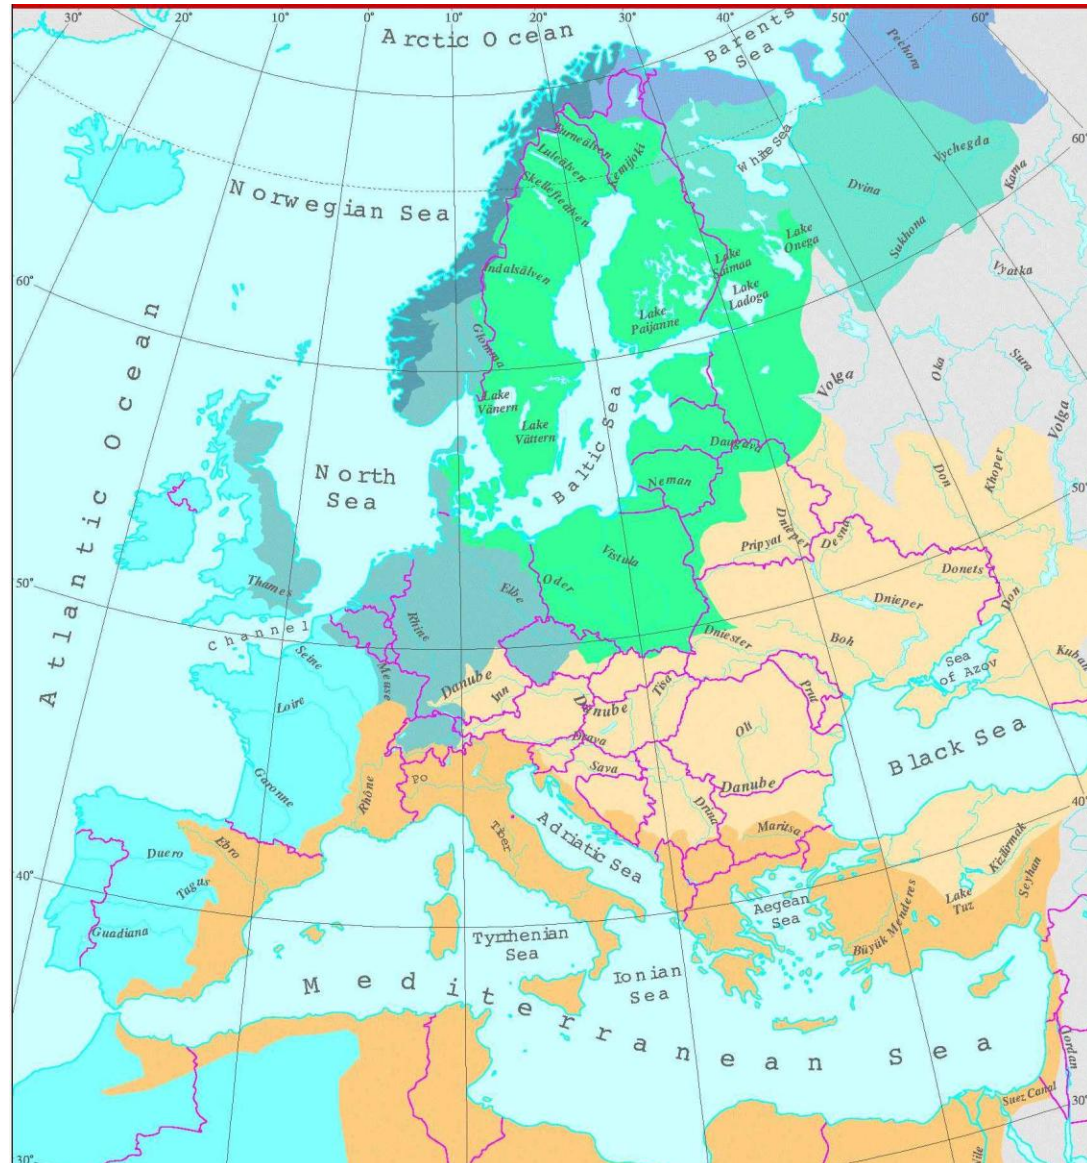 30°
20°
10°
0°
10°
20°
30°
40°
50°
60°
Arctic Ocean
Barents
Sea
Pechora
60°
White Sea
Vychegda
Dvina
Kama
Sukhona
Vyatka
Norwegian Sea
Luleälven
Kemijoki
Indalsälven
Glomma
Lake
Onega
Lake
Saimaa
Lake
Ladoga
Lake
Paijanne
60°
Atlantic Ocean
Lake
Vänern
Lake
Vättern
Baltic Sea
North
Sea
Volga
Oka
Sura
Volga
Daugava
Neman
Don
Khoper
50°
Dnieper
Desna
Pripyat
Donets
Don
Vistula
Oder
Elbe
Rhine
Thames
50°
Channel
Dnieper
Boh
Dniester
Sea
of Azov
Kuban
Seine
Meuse
Loire
Danube
Inn
Danube
Tisa
Prut
Olt
Drava
Sava
Drina
Danube
Black Sea
Garonne
Rhône
Po
Tiber
Adriatic Sea
Maritsa
40°
Duero
Ebro
Tagus
Guadiana
40°
Kızılırmak
Seyhan
Lake
Tuz
Büyük Menderes
Aegean
Sea
Tyrrhenian
Sea
Ionian
Sea
Mediterranean Sea
Jordan
Suez Canal
30°
30°